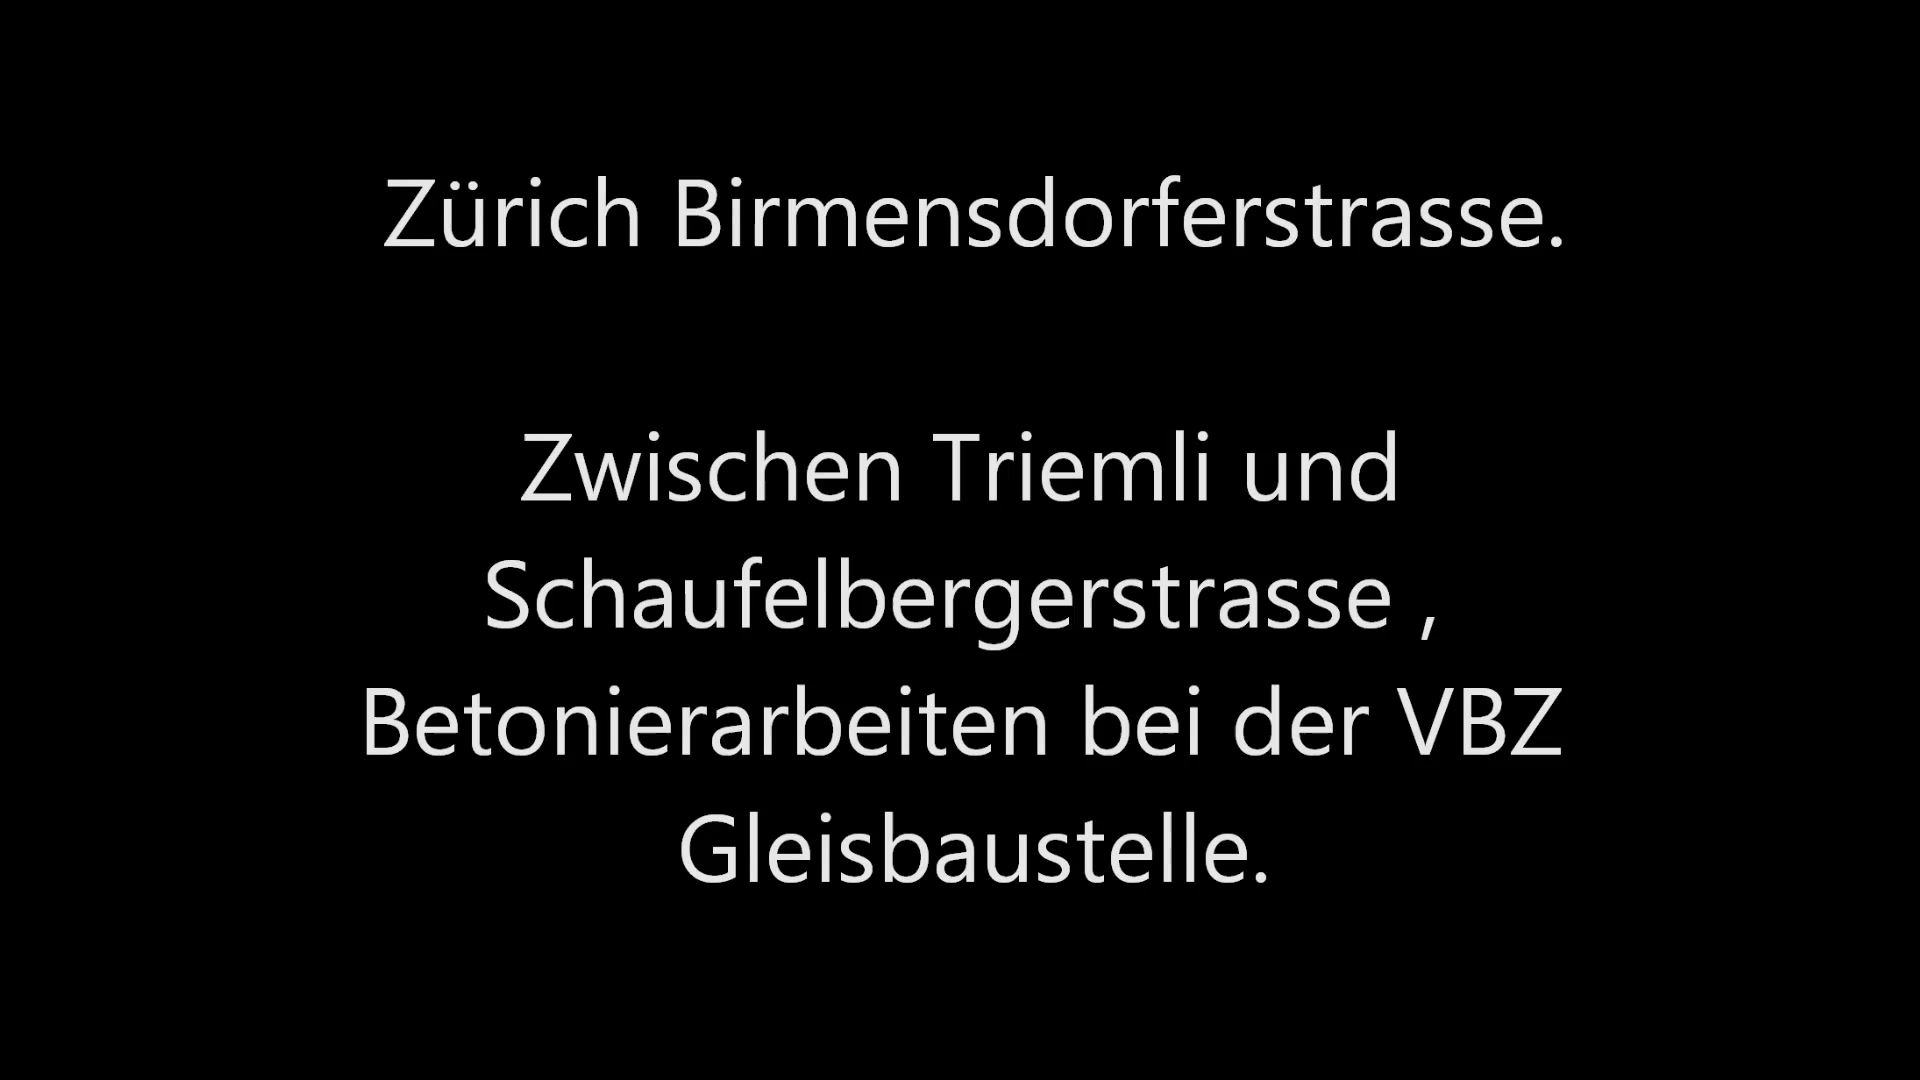 Zürich Birmensdorferstrasse.
Zwischen Triemli und
Schaufelbergerstrasse ,
Betonierarbeiten bei der VBZ
Gleisbaustelle.